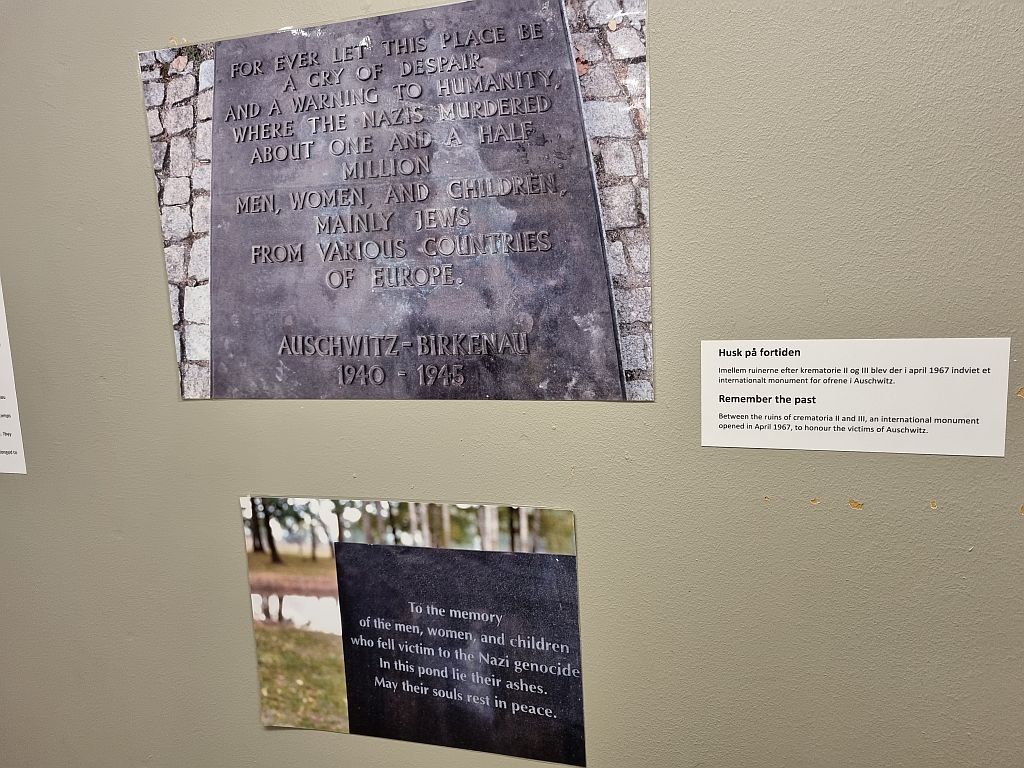 FOR EVER LET THIS PLACE BE
A CRY OF DESPAIR
AND A WARNING TO HUMANITY,
WHERE THE NAZIS MURDERED
ABOUT ONE AND A HALF
MILLION
MEN, WOMEN, AND CHILDREN,
MAINLY JEWS
FROM VARIOUS COUNTRIES
OF EUROPE.
AUSCHWITZ-BIRKENAU
1940 - 1945
Husk på fortiden
Imellem ruinerne efter krematorie II og III blev der i april 1967 indviet et
internationalt monument for ofrene i Auschwitz.
Remember the past
Between the ruins of crematoria II and III, an international monument
opened in April 1967, to honour the victims of Auschwitz.
To the memory
of the men, women, and children
who fell victim to the Nazi genocide
In this pond lie their ashes.
May their souls rest in peace.